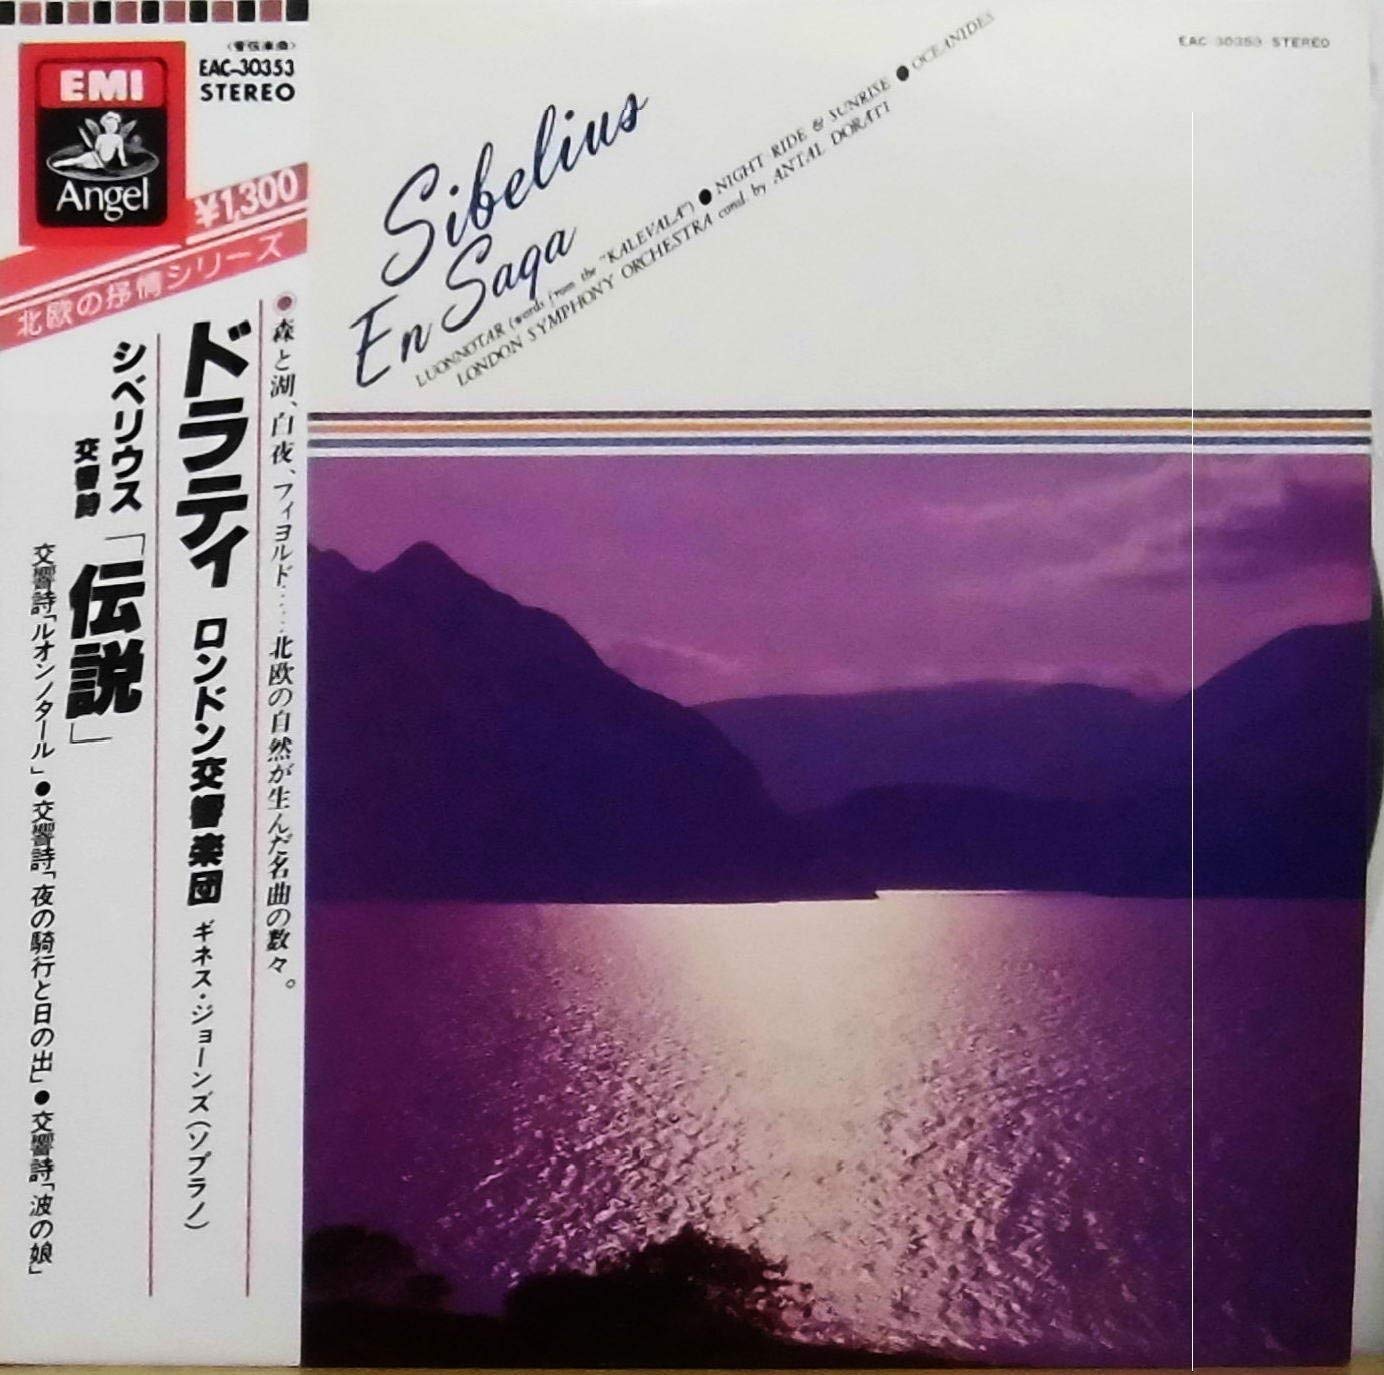 〈管弦楽曲〉
EAC-30353
STEREO
EMI
Angel
¥1,300
北欧の抒情シリーズ
●森と湖、白夜、フィヨルド……北欧の自然が生んだ名曲の数々。
ドラティ ロンドン交響楽団 ギネス・ジョーンズ(ソプラノ)
シベリウス
交響詩「伝説」
交響詩「ルオンノタール」●交響詩「夜の騎行と日の出」●交響詩「波の娘」
EAC-30353 STEREO
Sibelius
En Saga
LUONNOTAR (words from the "KALEVALA") ● NIGHT RIDE & SUNRISE ● OCEANIDES
LONDON SYMPHONY ORCHESTRA cond. by ANTAL DORATI